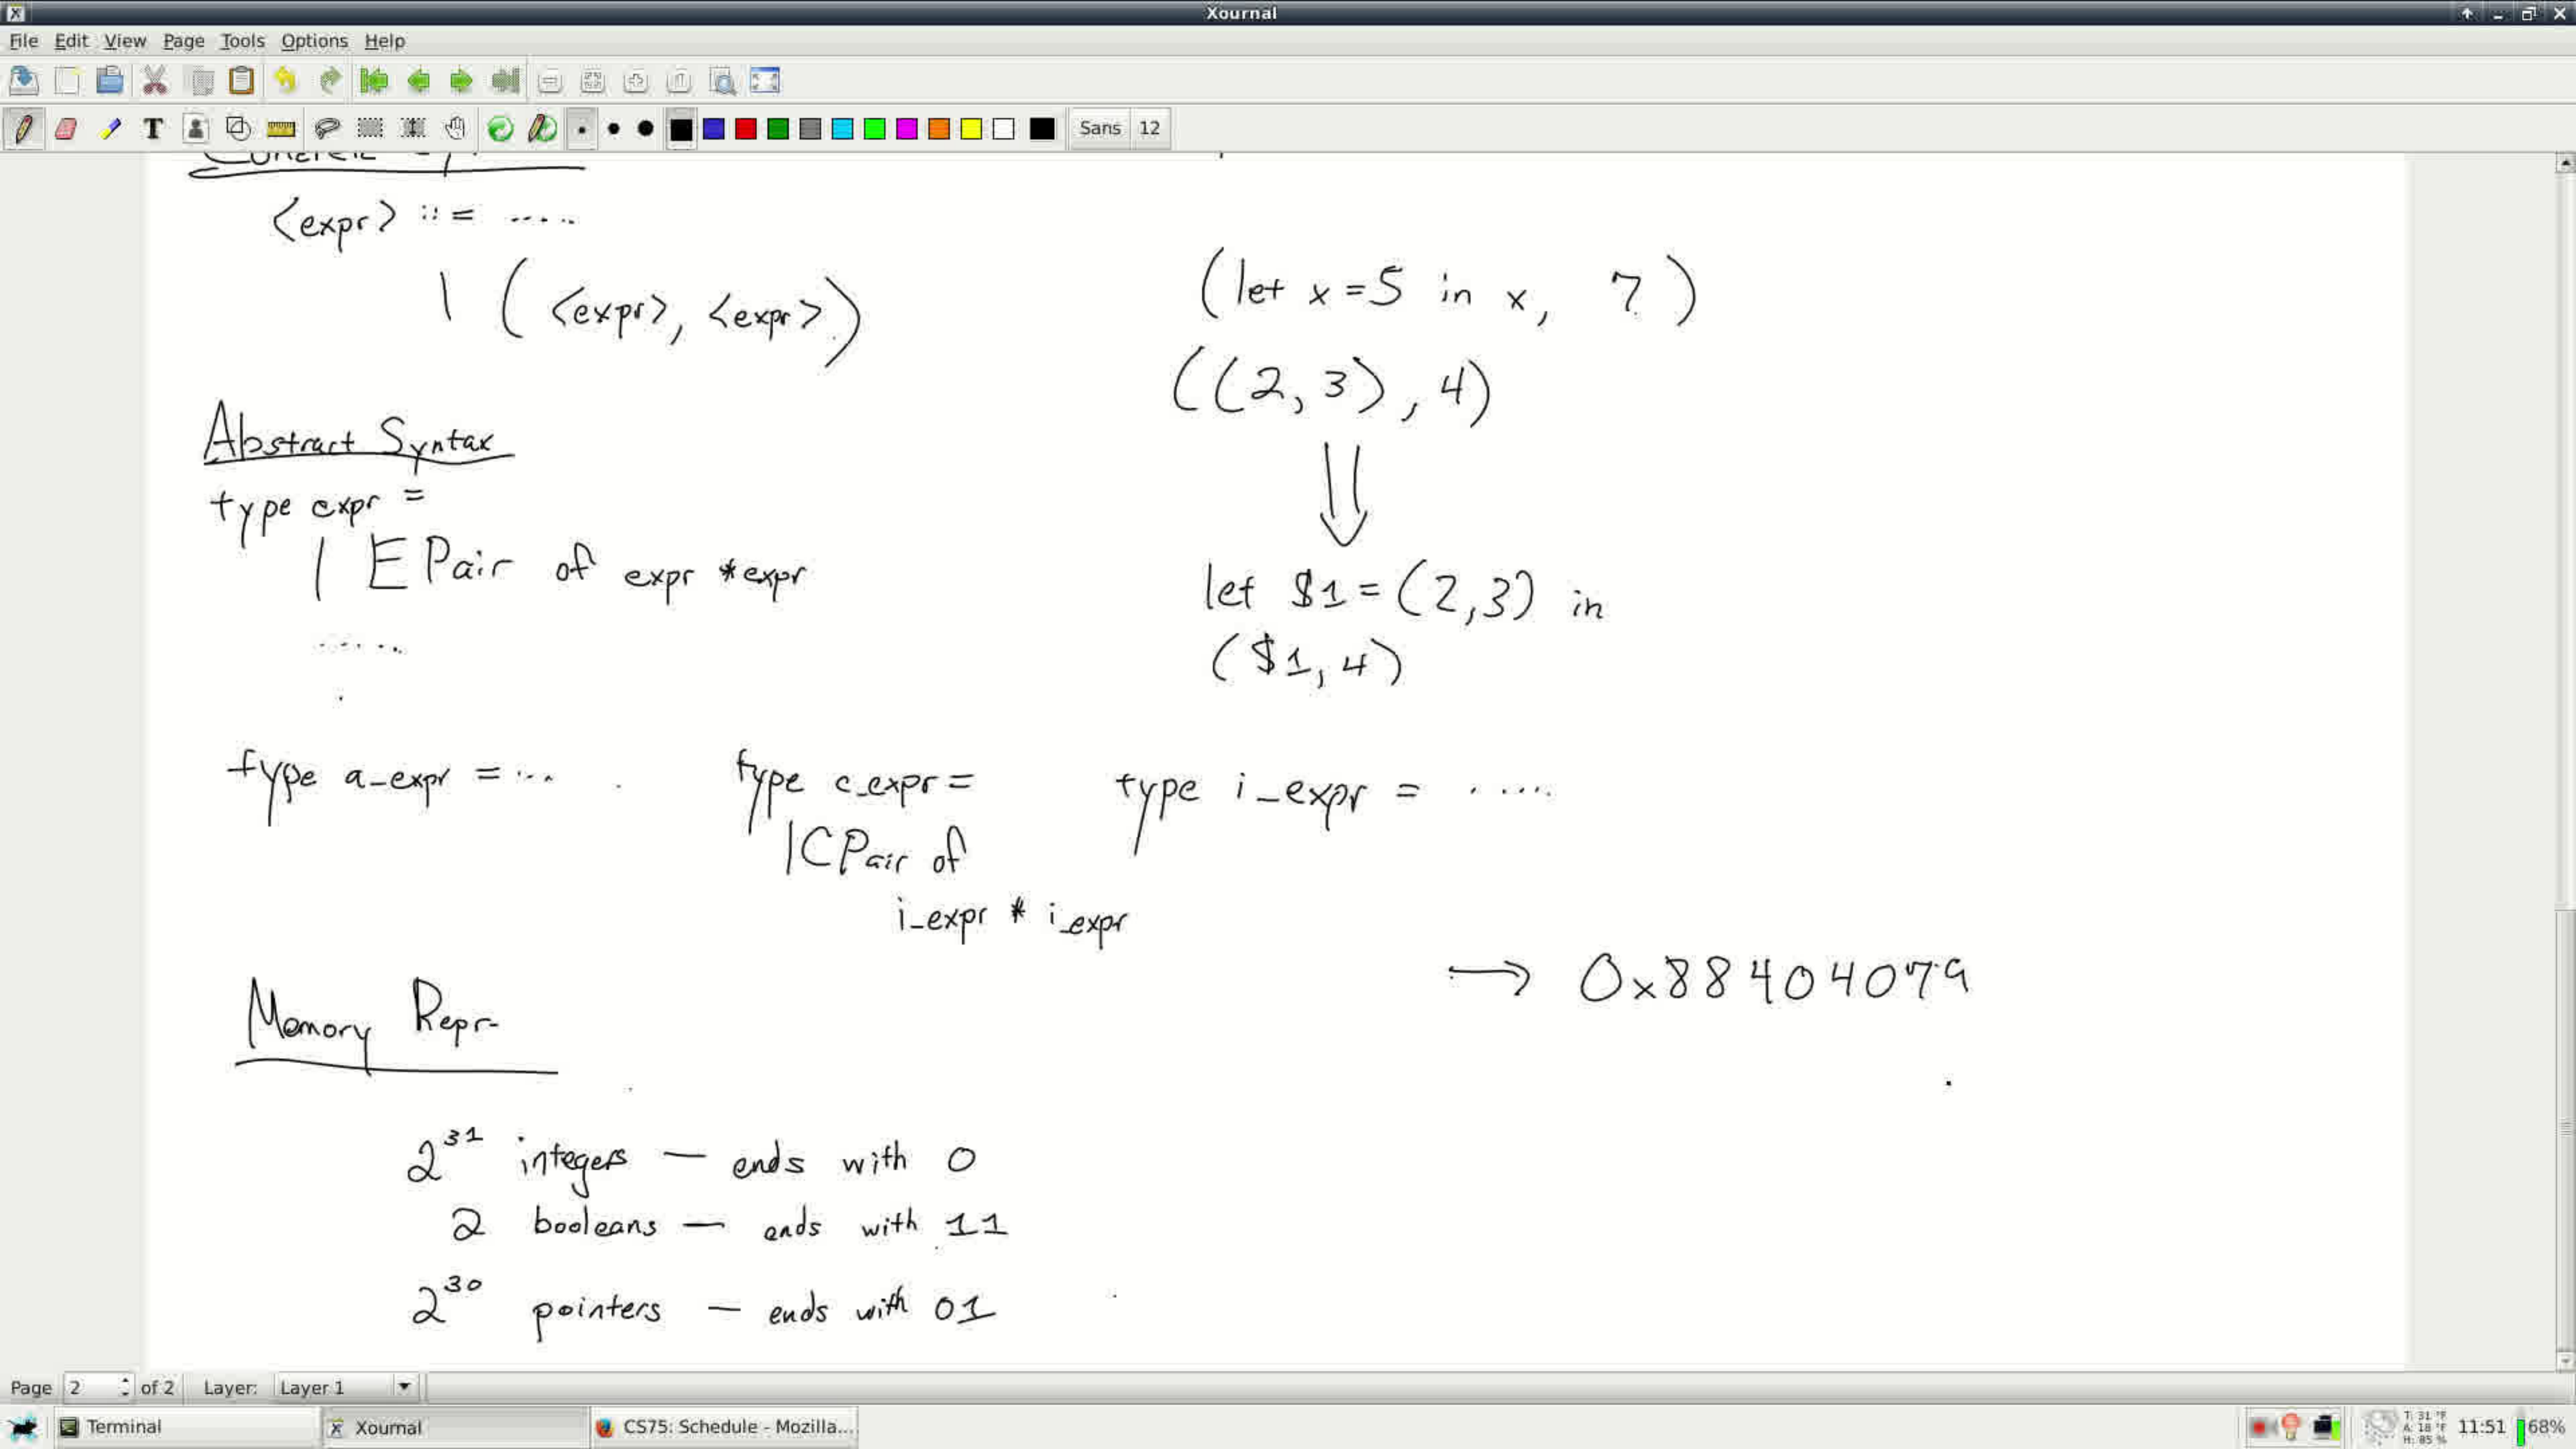 Xournal
File Edit View Page Tools Options Help
Sans 12
<expr> ::= .....
| ( <expr>, <expr> )
Abstract Syntax
type expr =
| EPair of expr * expr
......
(let x = 5 in x, 7)
((2, 3), 4)
let $1 = (2,3) in
($1, 4)
type a_expr = ...
type c_expr =
| CPair of
i_expr * i_expr
type i_expr = .....
Memory Repr.
→ 0x88404079
2^31 integers — ends with 0
2 booleans — ends with 11
2^30 pointers — ends with 01
Page 2 of 2 Layer: Layer 1
Terminal Xournal CS75: Schedule - Mozilla... T: 31 °F 11:51 68%